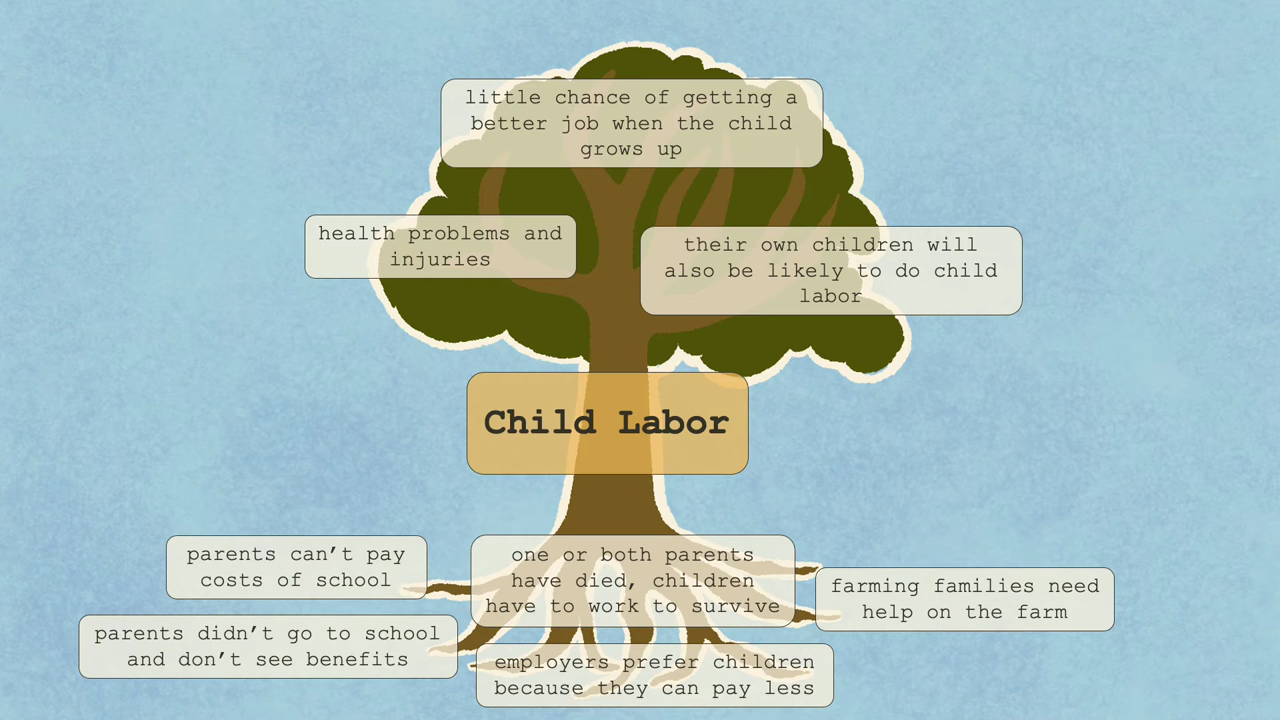 little chance of getting a
better job when the child
grows up
health problems and
injuries
their own children will
also be likely to do child
labor
Child Labor
parents can’t pay
costs of school
one or both parents
have died, children
have to work to survive
farming families need
help on the farm
parents didn’t go to school
and don’t see benefits
employers prefer children
because they can pay less